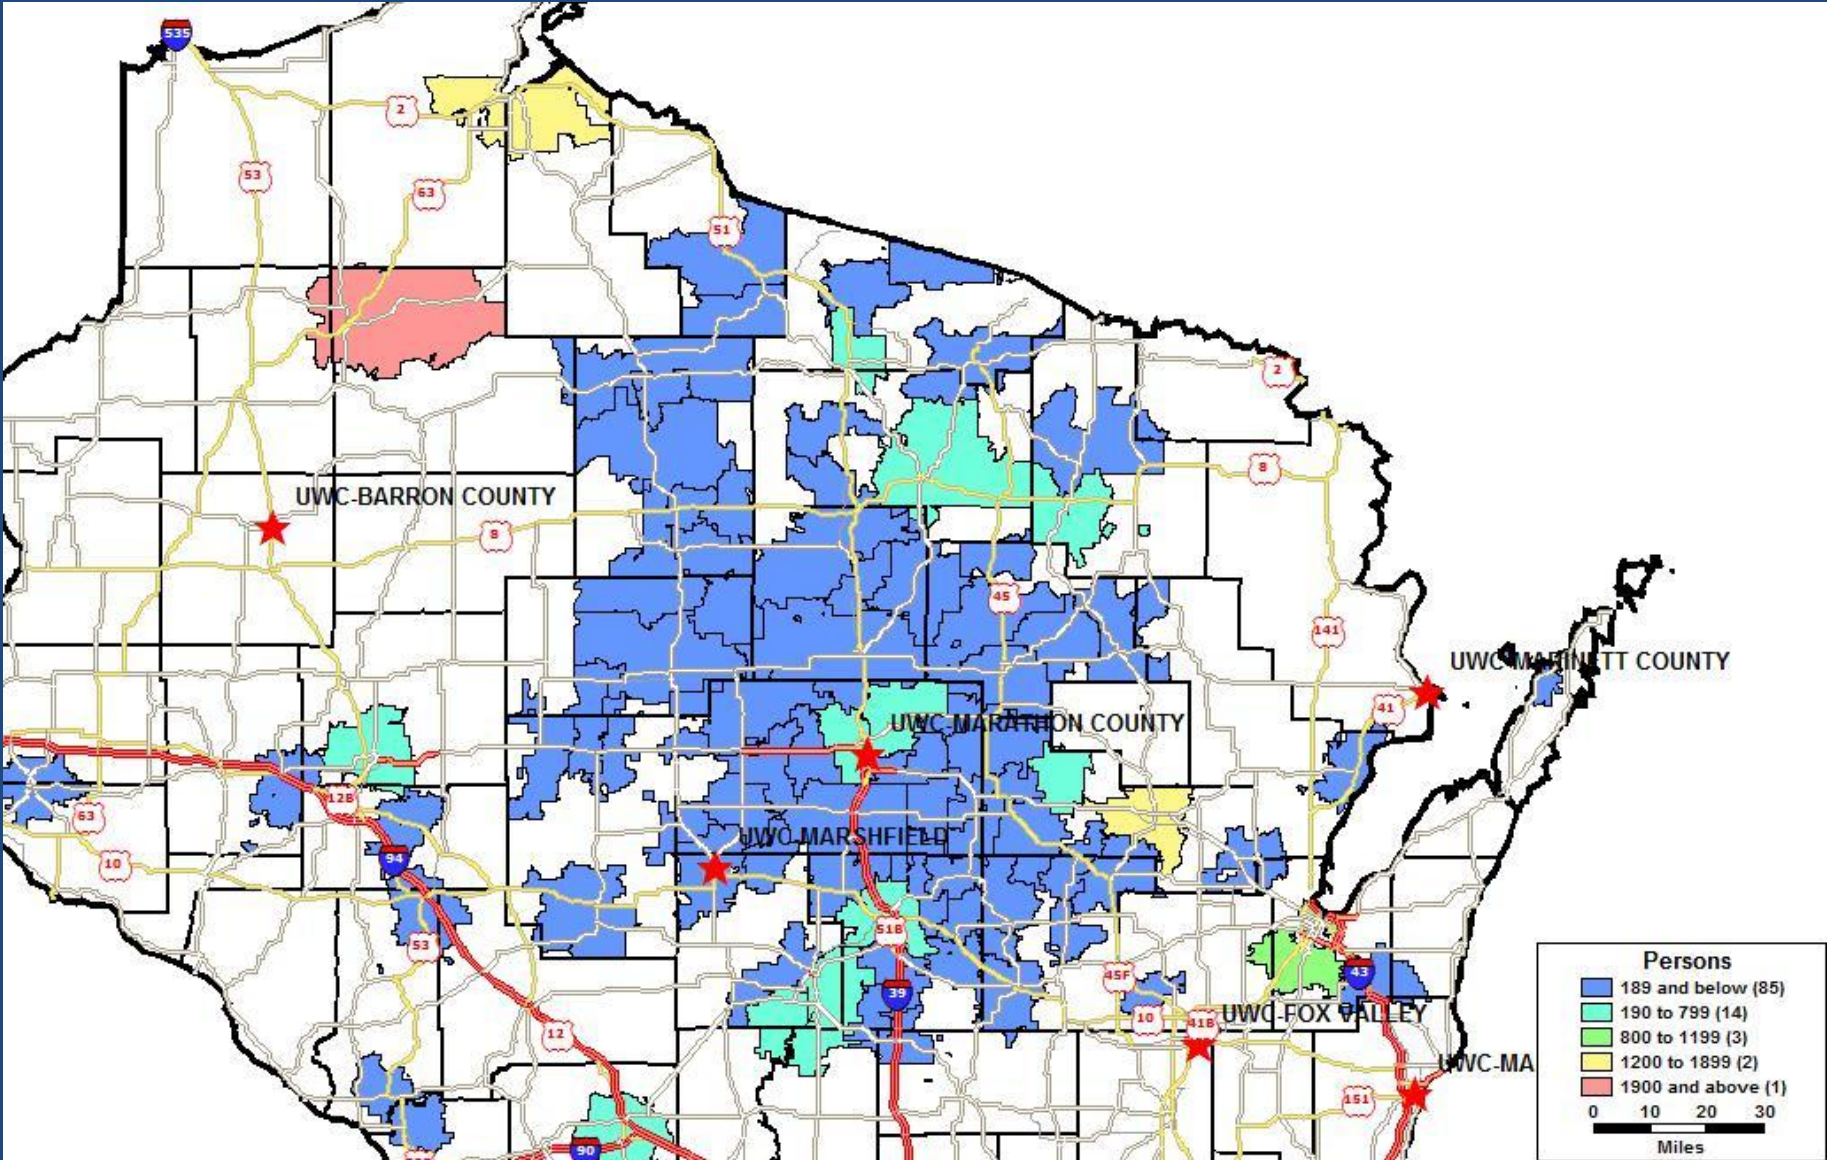 535
2
53
63
51
2
8
UWC-BARRON COUNTY
8
45
141
UWC-MARINETT COUNTY
41
UWC-MARATHON COUNTY
12B
63
UWC-MARSHFIELD
94
10
51B
53
45F
43
39
10
41B
UWC-FOX VALLEY
12
UWC-MA
151
90
Persons
189 and below (85)
190 to 799 (14)
800 to 1199 (3)
1200 to 1899 (2)
1900 and above (1)
0 10 20 30
Miles